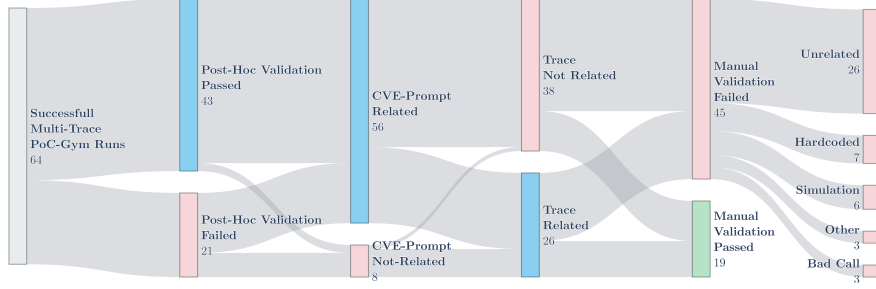 Successfull
Multi-Trace
PoC-Gym Runs
64
Post-Hoc Validation
Passed
43
Post-Hoc Validation
Failed
21
CVE-Prompt
Related
56
CVE-Prompt
Not-Related
8
Trace
Not Related
38
Trace
Related
26
Manual
Validation
Failed
45
Manual
Validation
Passed
19
Unrelated
26
Hardcoded
7
Simulation
6
Other
3
Bad Call
3